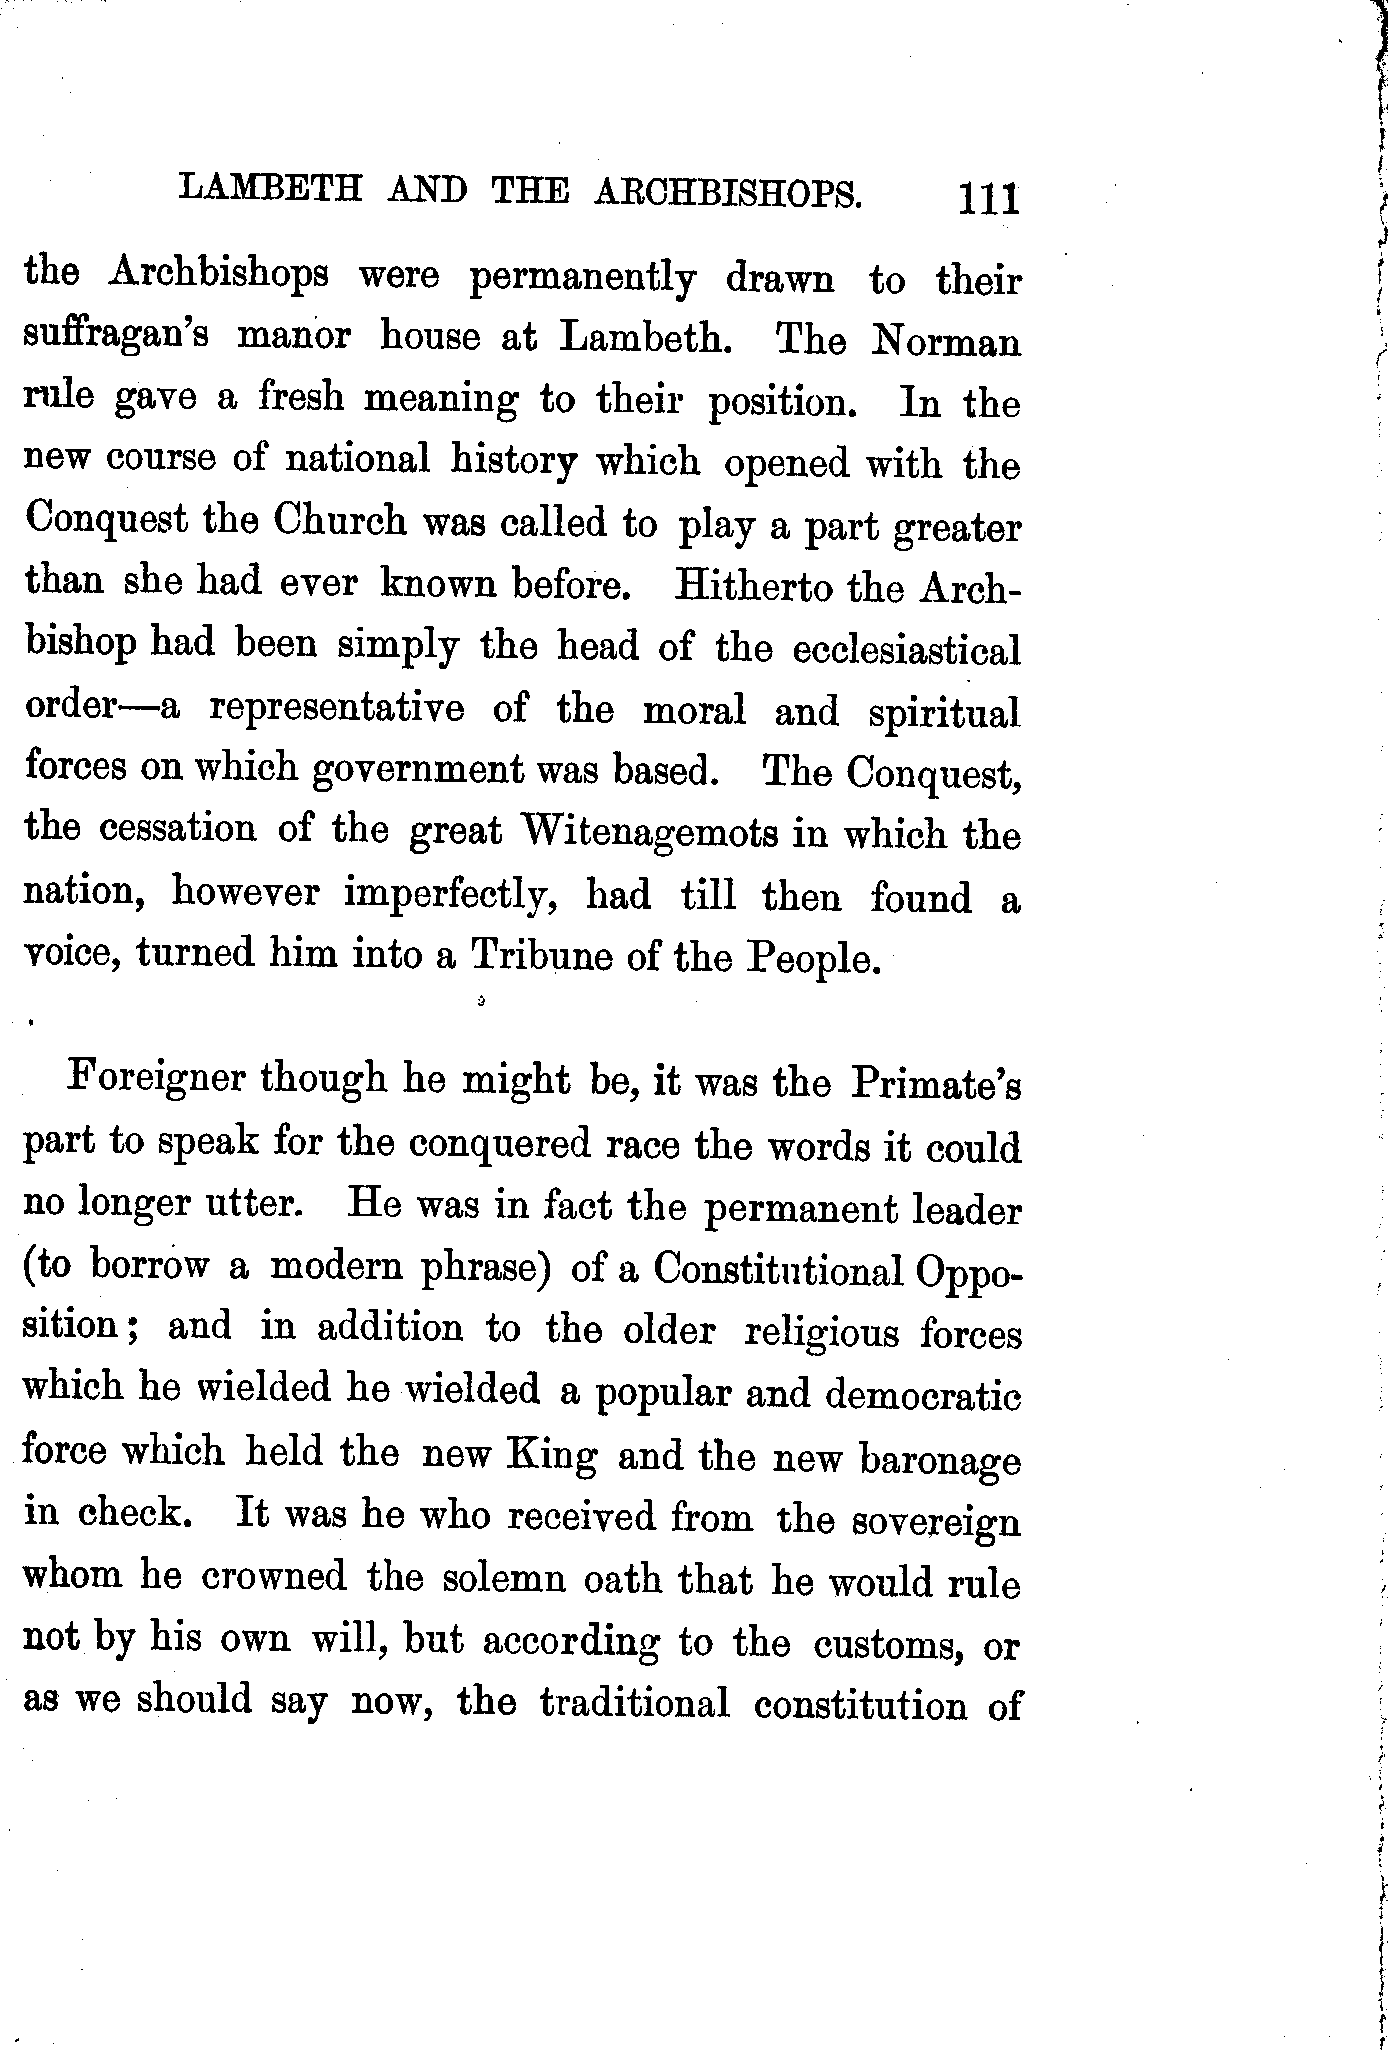 LAMBETH AND THE ARCHBISHOPS. 111
the Archbishops were permanently drawn to their
suffragan's manor house at Lambeth. The Norman
rule gave a fresh meaning to their position. In the
new course of national history which opened with the
Conquest the Church was called to play a part greater
than she had ever known before. Hitherto the Arch-
bishop had been simply the head of the ecclesiastical
order—a representative of the moral and spiritual
forces on which government was based. The Conquest,
the cessation of the great Witenagemots in which the
nation, however imperfectly, had till then found a
voice, turned him into a Tribune of the People.
Foreigner though he might be, it was the Primate's
part to speak for the conquered race the words it could
no longer utter. He was in fact the permanent leader
(to borrow a modern phrase) of a Constitutional Oppo-
sition; and in addition to the older religious forces
which he wielded he wielded a popular and democratic
force which held the new King and the new baronage
in check. It was he who received from the sovereign
whom he crowned the solemn oath that he would rule
not by his own will, but according to the customs, or
as we should say now, the traditional constitution of